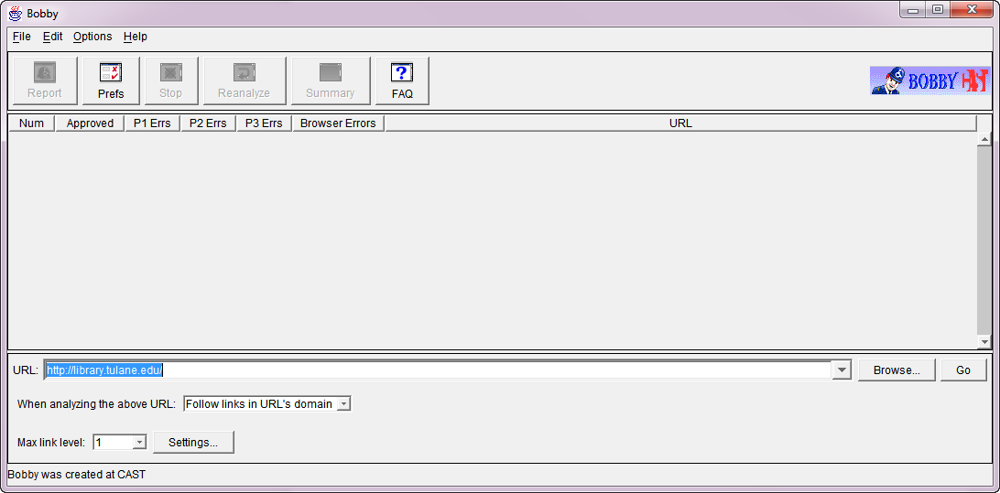 Bobby
File Edit Options Help
Report Prefs Stop Reanalyze Summary FAQ
BOBBY
Num Approved P1 Errs P2 Errs P3 Errs Browser Errors URL
URL: http://library.tulane.edu/ Browse... Go
When analyzing the above URL: Follow links in URL's domain
Max link level: 1 Settings...
Bobby was created at CAST